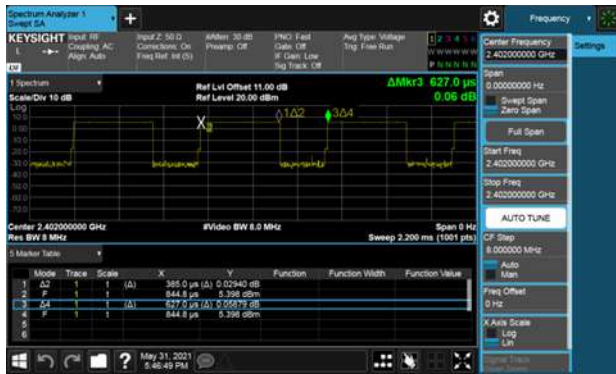 Spectrum Analyzer 1
Swept SA
+
Frequency
KEYSIGHT Input: RF
Coupling: AC
Align: Auto
Input Z: 50 Ω
Corrections: On
Freq Ref: Int (S)
Atten: 30 dB
Preamp: Off
PNO: Fast
Gate: Off
IF Gain: Low
Sig Track: Off
Avg Type: Voltage
Trig: Free Run
1 Spectrum
Scale/Div 10 dB
Log
Ref Lvl Offset 11.00 dB
Ref Level 20.00 dBm
ΔMkr3 627.0 µs
0.06 dB
1Δ2
3Δ4
Center 2.402000000 GHz
Res BW 8 MHz
#Video BW 8.0 MHz
Span 0 Hz
Sweep 2.200 ms (1001 pts)
5 Marker Table
Mode Trace Scale X Y Function Function Width Function Value
1 Δ2 1 t (Δ) 385.0 µs (Δ) 0.02940 dB
2 F 1 t 844.8 µs 5.398 dBm
3 Δ4 1 t (Δ) 627.0 µs (Δ) 0.05879 dB
4 F 1 t 844.8 µs 5.398 dBm
5
6
May 31, 2021
5:46:49 PM
Center Frequency
2.402000000 GHz
Settings
Span
0.00000000 Hz
Swept Span
Zero Span
Full Span
Start Freq
2.402000000 GHz
Stop Freq
2.402000000 GHz
AUTO TUNE
CF Step
8.000000 MHz
Auto
Man
Freq Offset
0 Hz
X Axis Scale
Log
Lin